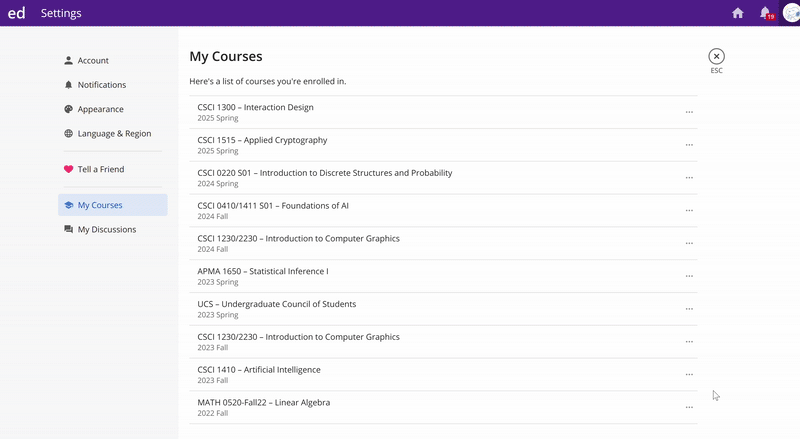 ed Settings
19
Account
Notifications
Appearance
Language & Region
Tell a Friend
My Courses
My Discussions
My Courses
ESC
Here's a list of courses you're enrolled in.
CSCI 1300 – Interaction Design
2025 Spring
CSCI 1515 – Applied Cryptography
2025 Spring
CSCI 0220 S01 – Introduction to Discrete Structures and Probability
2024 Spring
CSCI 0410/1411 S01 – Foundations of AI
2024 Fall
CSCI 1230/2230 – Introduction to Computer Graphics
2024 Fall
APMA 1650 – Statistical Inference I
2023 Spring
UCS – Undergraduate Council of Students
2023 Spring
CSCI 1230/2230 – Introduction to Computer Graphics
2023 Fall
CSCI 1410 – Artificial Intelligence
2023 Fall
MATH 0520-Fall22 – Linear Algebra
2022 Fall